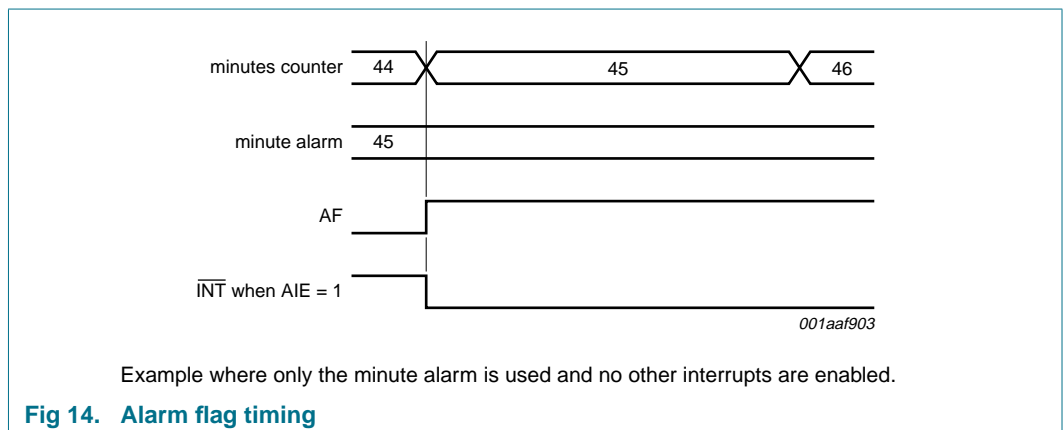 minutes counter 44 45 46
minute alarm 45
AF
INT when AIE = 1
001aaf903
Example where only the minute alarm is used and no other interrupts are enabled.
Fig 14. Alarm flag timing